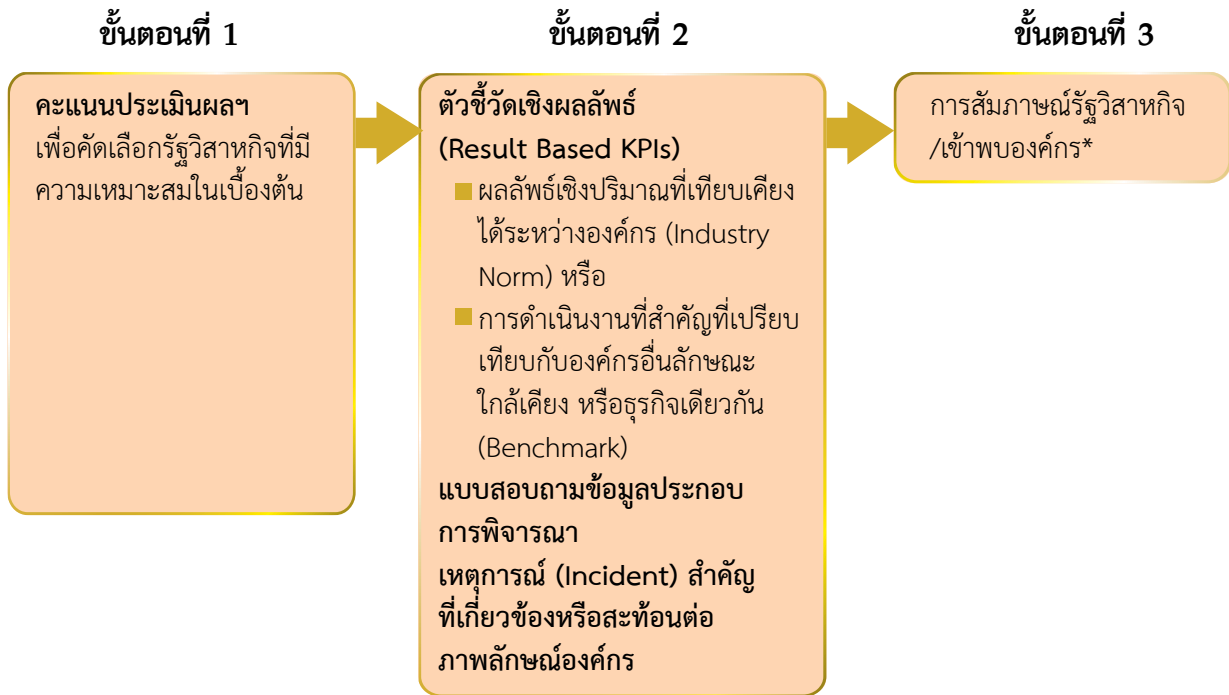 ขั้นตอนที่ 1
คะแนนประเมินผลฯ
เพื่อคัดเลือกรัฐวิสาหกิจที่มี
ความเหมาะสมในเบื้องต้น
ขั้นตอนที่ 2
ตัวชี้วัดเชิงผลลัพธ์
(Result Based KPIs)
ผลลัพธ์เชิงปริมาณที่เทียบเคียง
ได้ระหว่างองค์กร (Industry
Norm) หรือ
การดำเนินงานที่สำคัญที่เปรียบ
เทียบกับองค์กรอื่นลักษณะ
ใกล้เคียง หรือธุรกิจเดียวกัน
(Benchmark)
แบบสอบถามข้อมูลประกอบ
การพิจารณา
เหตุการณ์ (Incident) สำคัญ
ที่เกี่ยวข้องหรือสะท้อนต่อ
ภาพลักษณ์องค์กร
ขั้นตอนที่ 3
การสัมภาษณ์รัฐวิสาหกิจ
/เข้าพบองค์กร*